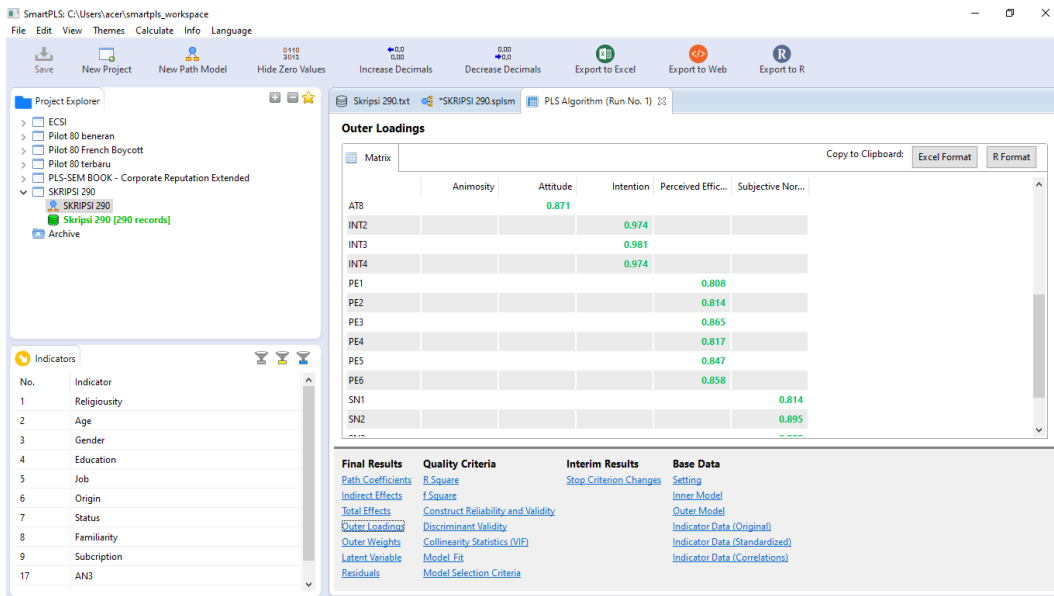 SmartPLS: C:\Users\acer\smartpls_workspace
File Edit View Themes Calculate Info Language
Save New Project New Path Model Hide Zero Values Increase Decimals Decrease Decimals Export to Excel Export to Web Export to R
Project Explorer
ECSI
Pilot 80 beneran
Pilot 80 French Boycott
Pilot 80 terbaru
PLS-SEM BOOK - Corporate Reputation Extended
SKRIPSI 290
SKRIPSI 290
Skripsi 290 [290 records]
Archive
Indicators
No. Indicator
1 Religiousity
2 Age
3 Gender
4 Education
5 Job
6 Origin
7 Status
8 Familiarity
9 Subcription
17 AN3
Skripsi 290.txt *SKRIPSI 290.splsm PLS Algorithm (Run No. 1)
Outer Loadings
Matrix Copy to Clipboard: Excel Format R Format
Animosity Attitude Intention Perceived Effic... Subjective Nor...
AT8 0.871
INT2 0.974
INT3 0.981
INT4 0.974
PE1 0.808
PE2 0.814
PE3 0.865
PE4 0.817
PE5 0.847
PE6 0.858
SN1 0.814
SN2 0.895
Final Results Quality Criteria Interim Results Base Data
Path Coefficients R Square Stop Criterion Changes Setting
Indirect Effects f Square Inner Model
Total Effects Construct Reliability and Validity Outer Model
Outer Loadings Discriminant Validity Indicator Data (Original)
Outer Weights Collinearity Statistics (VIF) Indicator Data (Standardized)
Latent Variable Model_Fit Indicator Data (Correlations)
Residuals Model Selection Criteria